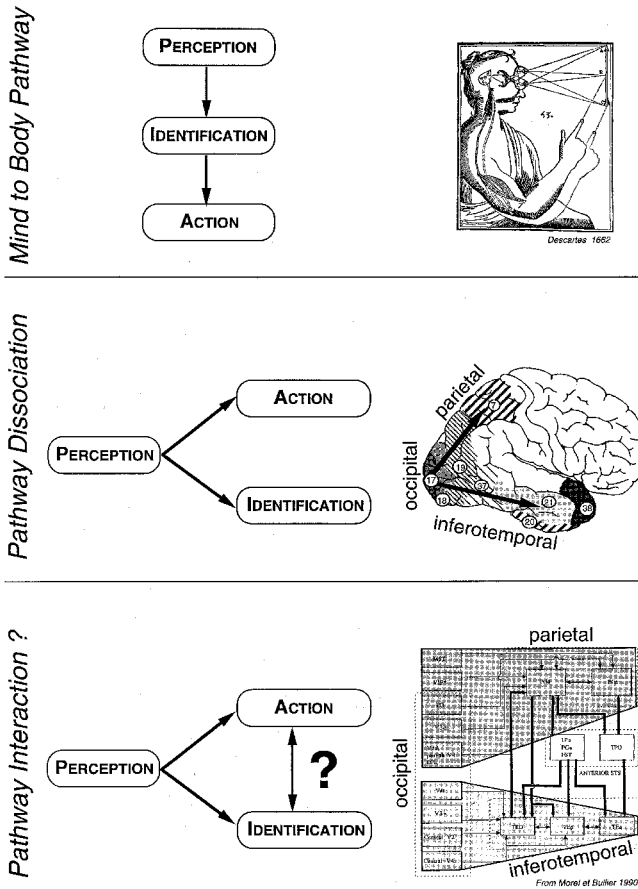 Mind to Body Pathway
PERCEPTION
IDENTIFICATION
ACTION
Descartes 1662
Pathway Dissociation
PERCEPTION
ACTION
IDENTIFICATION
occipital
parietal
inferotemporal
17
18
19
37
21
20
38
Pathway Interaction ?
PERCEPTION
ACTION
?
IDENTIFICATION
parietal
occipital
TPO
ANTERIOR STS
inferotemporal
From Morel et Bullier 1990